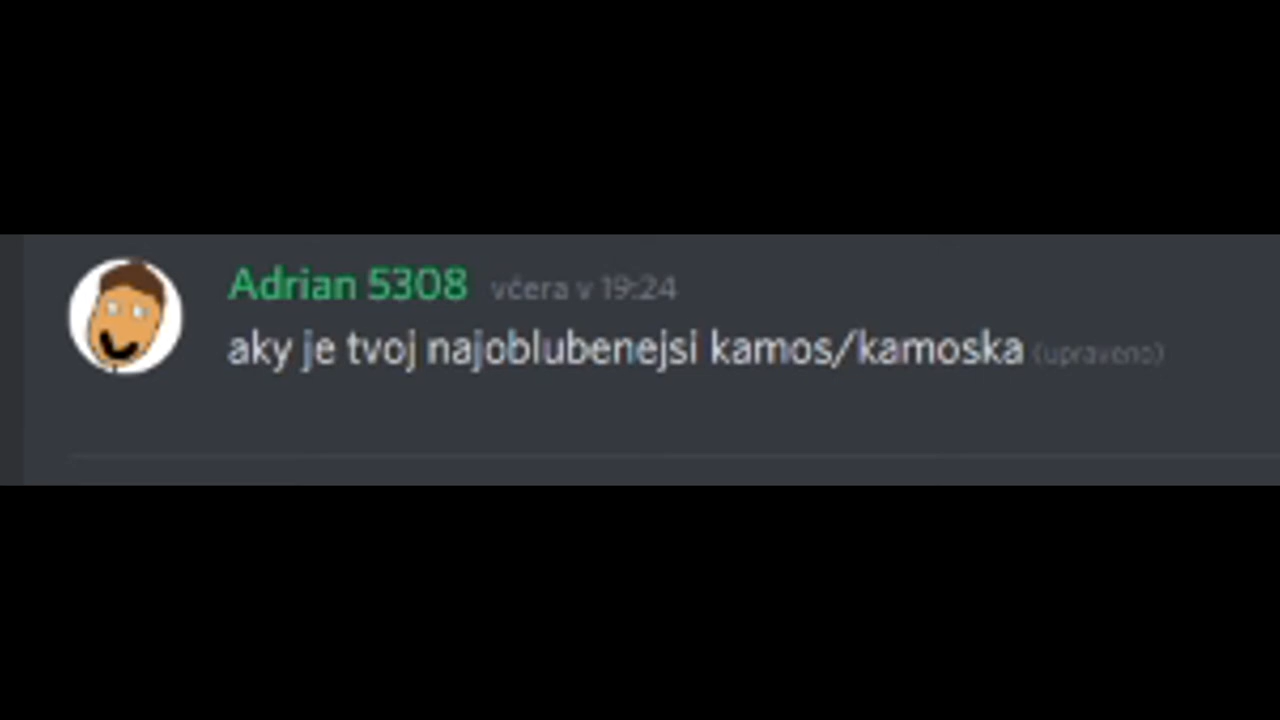 Adrian 5308 včera v 19:24
aky je tvoj najoblubenejsi kamos/kamoska (upraveno)